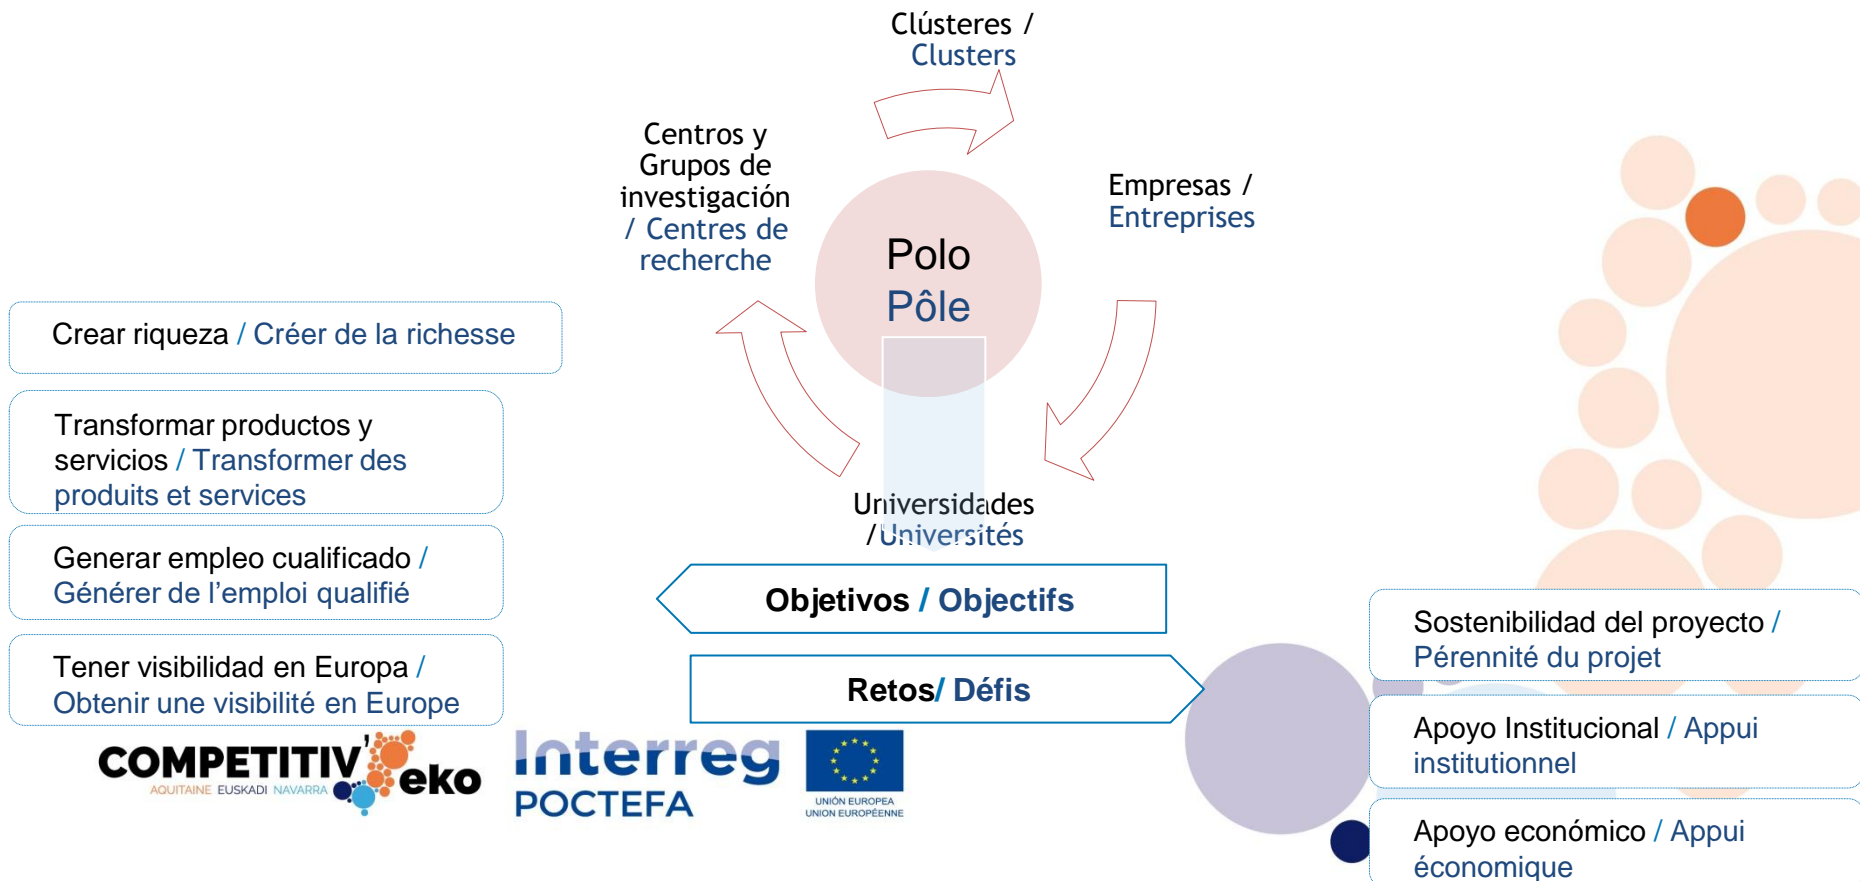 Clústeres /
Clusters
Centros y
Grupos de
investigación
/ Centres de
recherche
Empresas /
Entreprises
Polo
Pôle
Universidades
/Universités
Crear riqueza / Créer de la richesse
Transformar productos y
servicios / Transformer des
produits et services
Generar empleo cualificado /
Générer de l’emploi qualifié
Tener visibilidad en Europa /
Obtenir une visibilité en Europe
Objetivos / Objectifs
Retos/ Défis
Sostenibilidad del proyecto /
Pérennité du projet
Apoyo Institucional / Appui
institutionnel
Apoyo económico / Appui
économique
COMPETITIV'eko
AQUITAINE EUSKADI NAVARRA
Interreg
POCTEFA
UNIÓN EUROPEA
UNION EUROPÉENNE